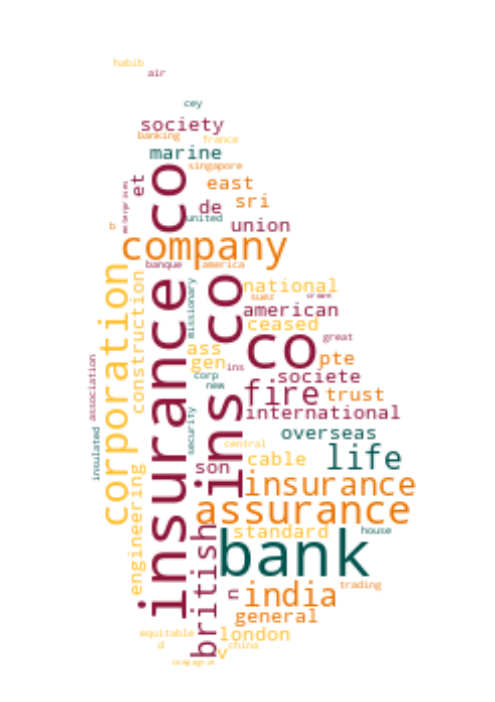 habib
air
cey
society
banking
france
marine
singapore
et
co
east
enterprises
de
sri
b
united
union
company
banque
america
corporation
construction
insurance
missionary
ins co
national
suez
american
ceased
co
great
ass
gen
ins
pte
corp
new
societe
fire
trust
association
international
security
overseas
insulated
central
life
son
cable
engineering
insurance
assurance
british
standard
house
bank
n
trading
india
general
equitable
london
d
china
v